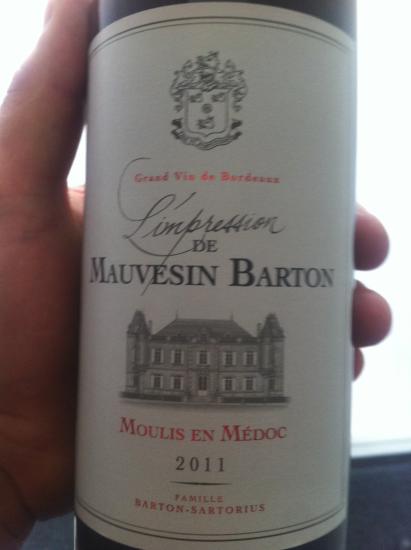 Grand Vin de Bordeaux
L'impression
DE
MAUVESIN BARTON
MOULIS EN MÉDOC
2011
FAMILLE
BARTON-SARTORIUS